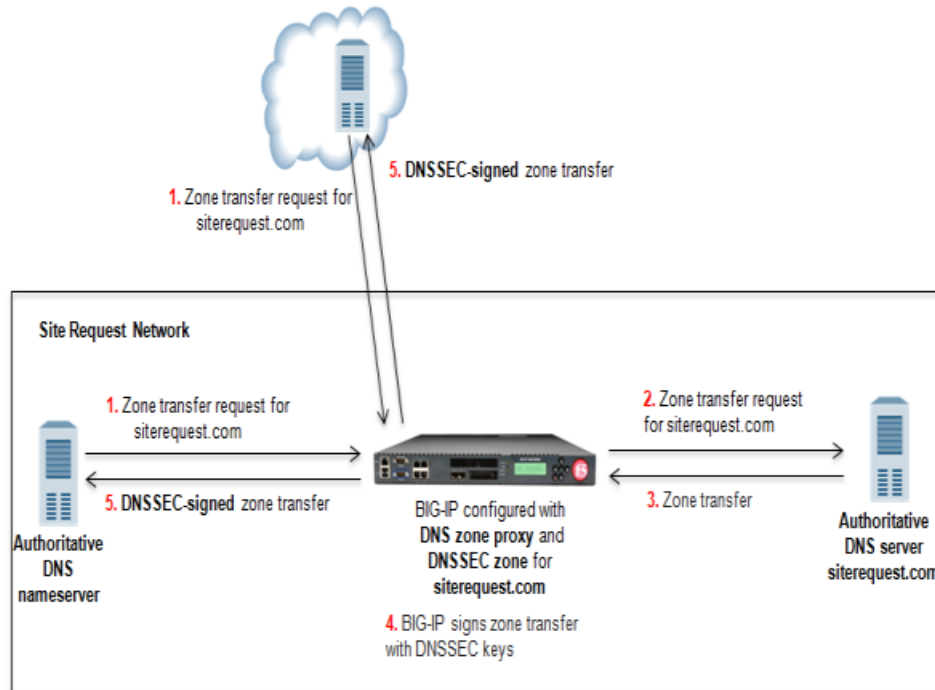 5. DNSSEC-signed zone transfer
1. Zone transfer request for
siterequest.com
Site Request Network
1. Zone transfer request for
siterequest.com
2. Zone transfer request
for siterequest.com
5. DNSSEC-signed zone transfer
3. Zone transfer
BIG-IP configured with
DNS zone proxy and
DNSSEC zone for
siterequest.com
Authoritative
DNS
nameserver
Authoritative
DNS server
siterequest.com
4. BIG-IP signs zone transfer
with DNSSEC keys